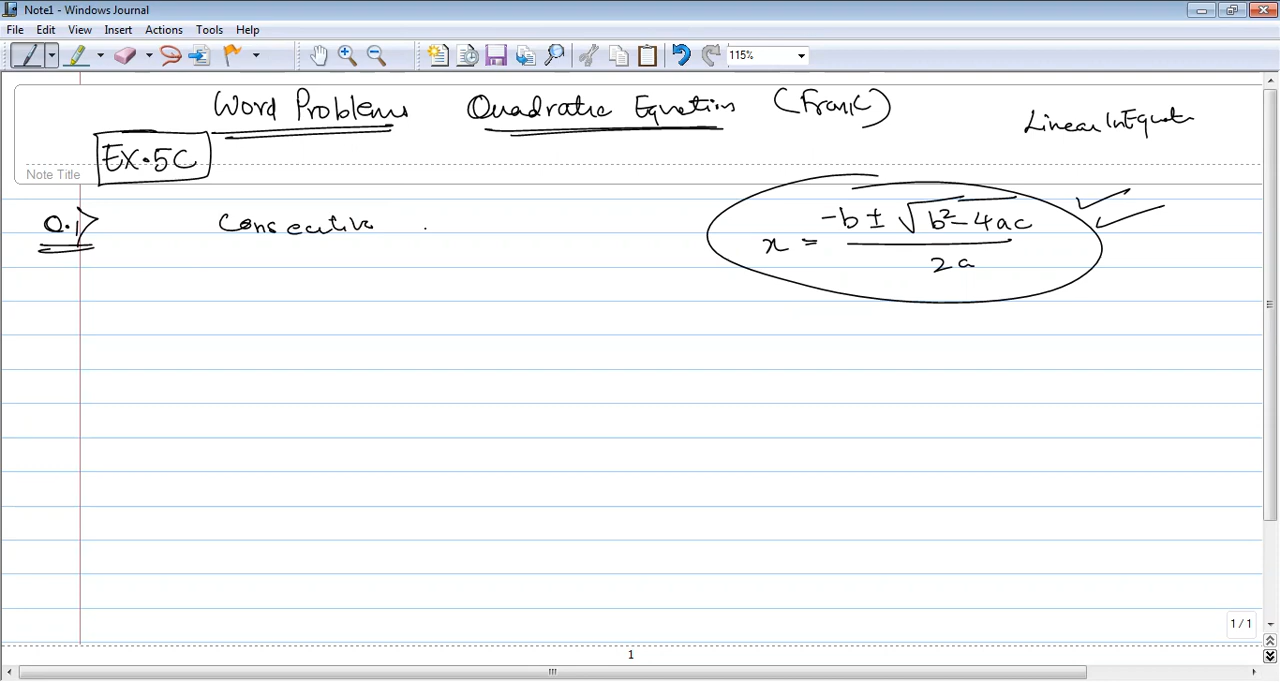 Note1 - Windows Journal
File Edit View Insert Actions Tools Help
115%
Word Problems Quadratic Equation (Frank)
Linear InEquat
EX.5C
Note Title
Q.1 Consecutive .
x = -b ± √b²-4ac / 2a
1 / 1
1